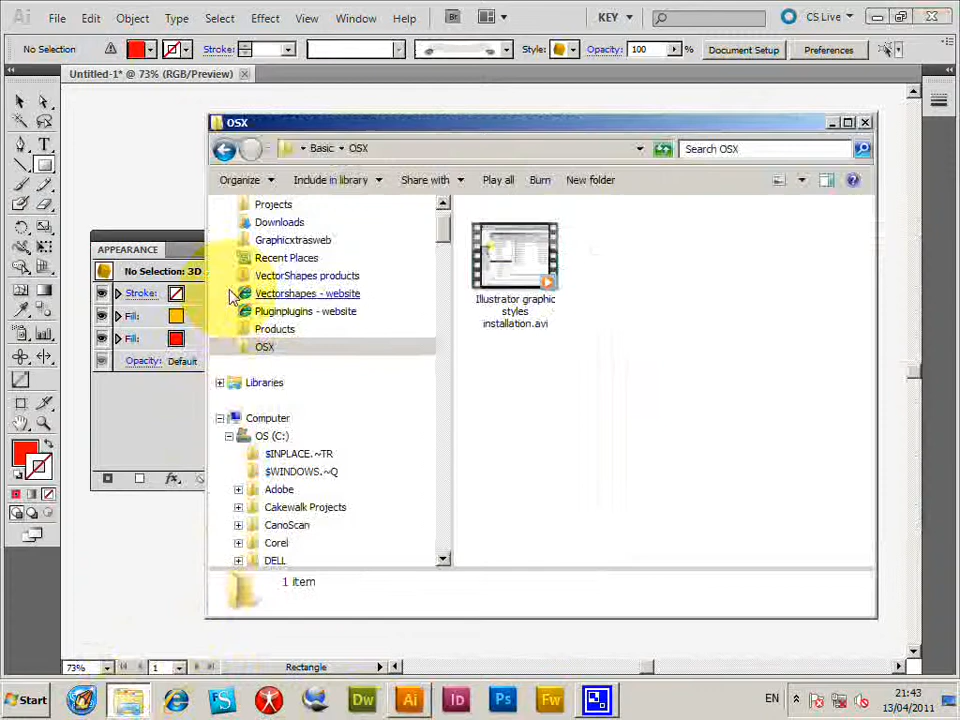 Ai File Edit Object Type Select Effect View Window Help Br KEY CS Live
No Selection Stroke: Style: Opacity: 100 % Document Setup Preferences
Untitled-1* @ 73% (RGB/Preview)
OSX
Basic OSX Search OSX
Organize Include in library Share with Play all Burn New folder
Projects
Downloads
Graphicxtrasweb
Recent Places
VectorShapes products
Vectorshapes - website
Pluginplugins - website
Products
OSX
Libraries
Computer
OS (C:)
$INPLACE.~TR
$WINDOWS.~Q
Adobe
Cakewalk Projects
CanoScan
Corel
DELL
Illustrator graphic
styles
installation.avi
1 item
APPEARANCE
No Selection: 3D
Stroke:
Fill:
Fill:
Opacity: Default
fx
T
73% 1 Rectangle
Start FS Dw Ai Id Ps Fw EN 21:43
13/04/2011